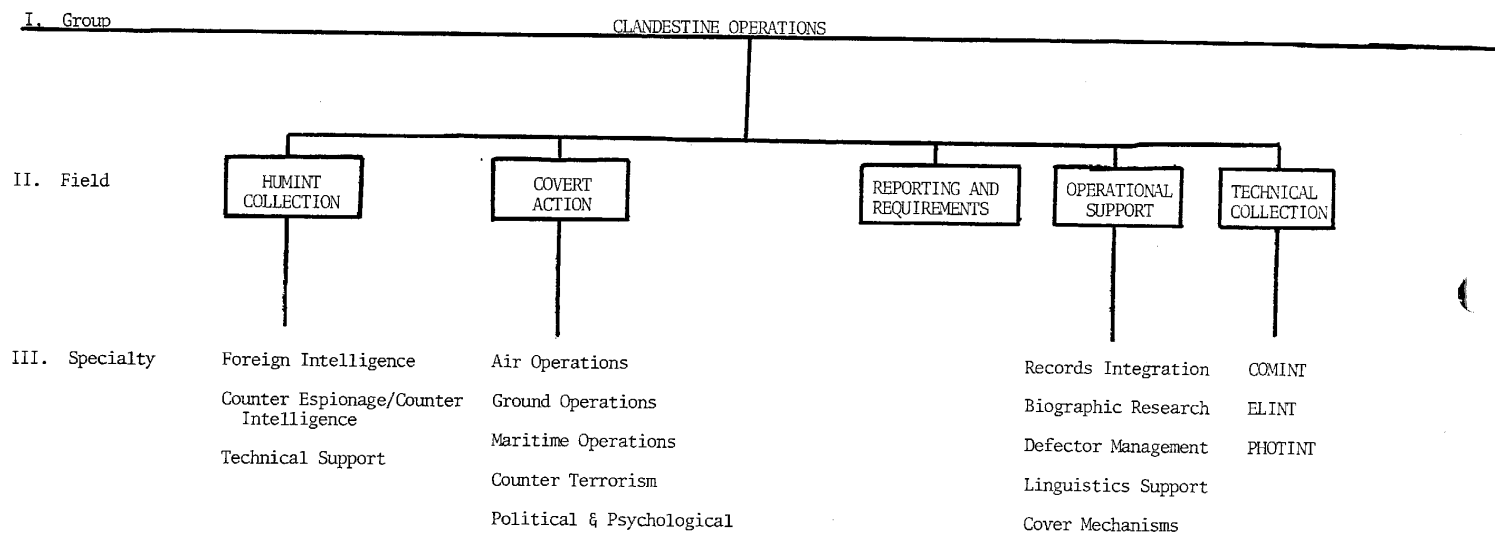 I. Group
CLANDESTINE OPERATIONS
II. Field
HUMINT
COLLECTION
COVERT
ACTION
REPORTING AND
REQUIREMENTS
OPERATIONAL
SUPPORT
TECHNICAL
COLLECTION
III. Specialty
Foreign Intelligence
Counter Espionage/Counter
Intelligence
Technical Support
Air Operations
Ground Operations
Maritime Operations
Counter Terrorism
Political & Psychological
Records Integration
Biographic Research
Defector Management
Linguistics Support
Cover Mechanisms
COMINT
ELINT
PHOTINT